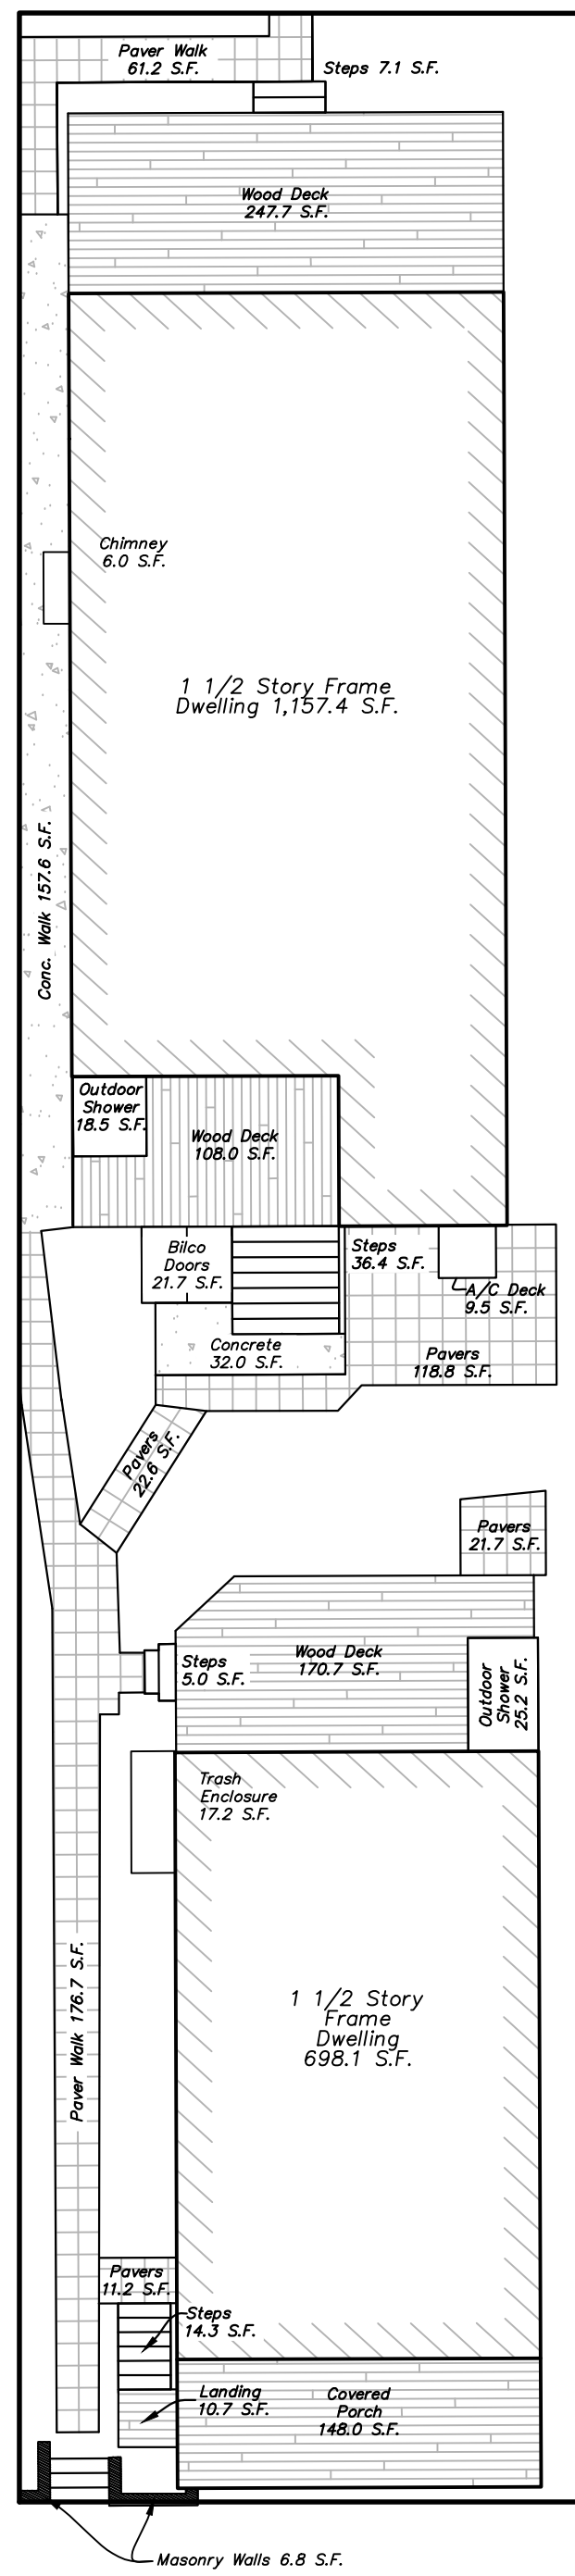 Paver Walk
61.2 S.F.
Steps 7.1 S.F.
Wood Deck
247.7 S.F.
Chimney
6.0 S.F.
1 1/2 Story Frame
Dwelling 1,157.4 S.F.
Conc. Walk 157.6 S.F.
Outdoor
Shower
18.5 S.F.
Wood Deck
108.0 S.F.
Bilco
Doors
21.7 S.F.
Steps
36.4 S.F.
A/C Deck
9.5 S.F.
Concrete
32.0 S.F.
Pavers
118.8 S.F.
Pavers
22.6 S.F.
Pavers
21.7 S.F.
Steps
5.0 S.F.
Wood Deck
170.7 S.F.
Outdoor
Shower
25.2 S.F.
Trash
Enclosure
17.2 S.F.
1 1/2 Story
Frame
Dwelling
698.1 S.F.
Paver Walk 176.7 S.F.
Pavers
11.2 S.F.
Steps
14.3 S.F.
Landing
10.7 S.F.
Covered
Porch
148.0 S.F.
Masonry Walls 6.8 S.F.